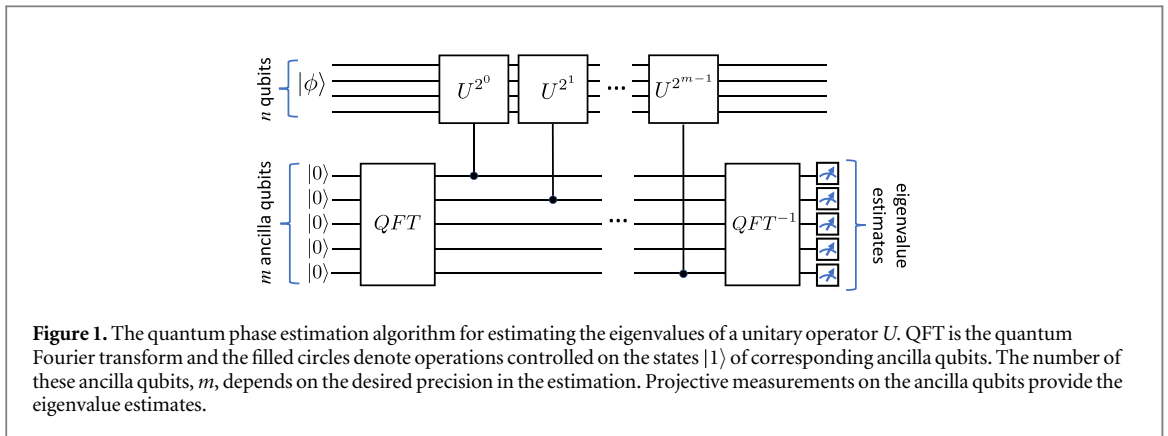 n qubits
|ϕ⟩
U^{2^0}
U^{2^1}
...
U^{2^{m-1}}
m ancilla qubits
|0⟩
|0⟩
|0⟩
|0⟩
|0⟩
QFT
...
QFT^{-1}
eigenvalue
estimates
Figure 1. The quantum phase estimation algorithm for estimating the eigenvalues of a unitary operator U. QFT is the quantum
Fourier transform and the filled circles denote operations controlled on the states |1⟩ of corresponding ancilla qubits. The number of
these ancilla qubits, m, depends on the desired precision in the estimation. Projective measurements on the ancilla qubits provide the
eigenvalue estimates.